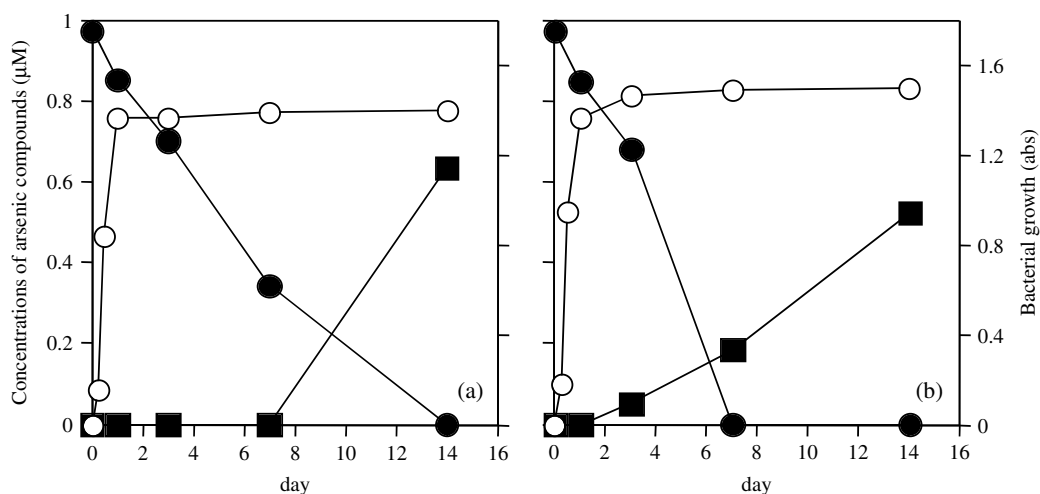 Concentrations of arsenic compounds (μM)
1
0.8
0.6
0.4
0.2
0
0 2 4 6 8 10 12 14 16
day
(a)
0 2 4 6 8 10 12 14 16
day
(b)
1.6
1.2
0.8
0.4
0
Bacterial growth (abs)